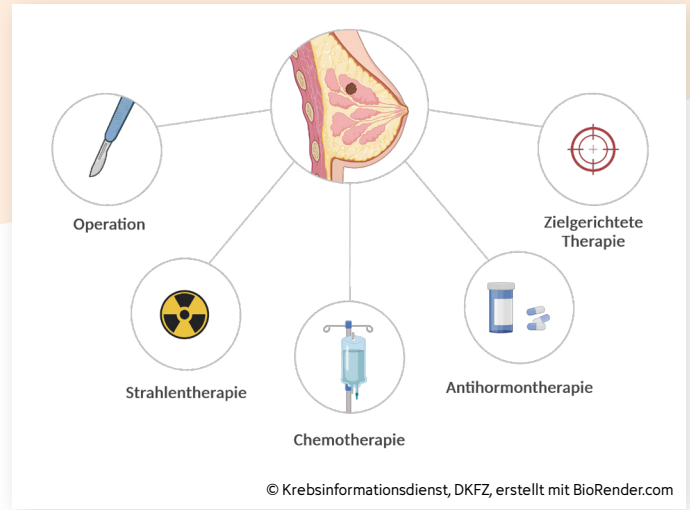 Operation
Zielgerichtete
Therapie
Strahlentherapie
Antihormontherapie
Chemotherapie
© Krebsinformationsdienst, DKFZ, erstellt mit BioRender.com